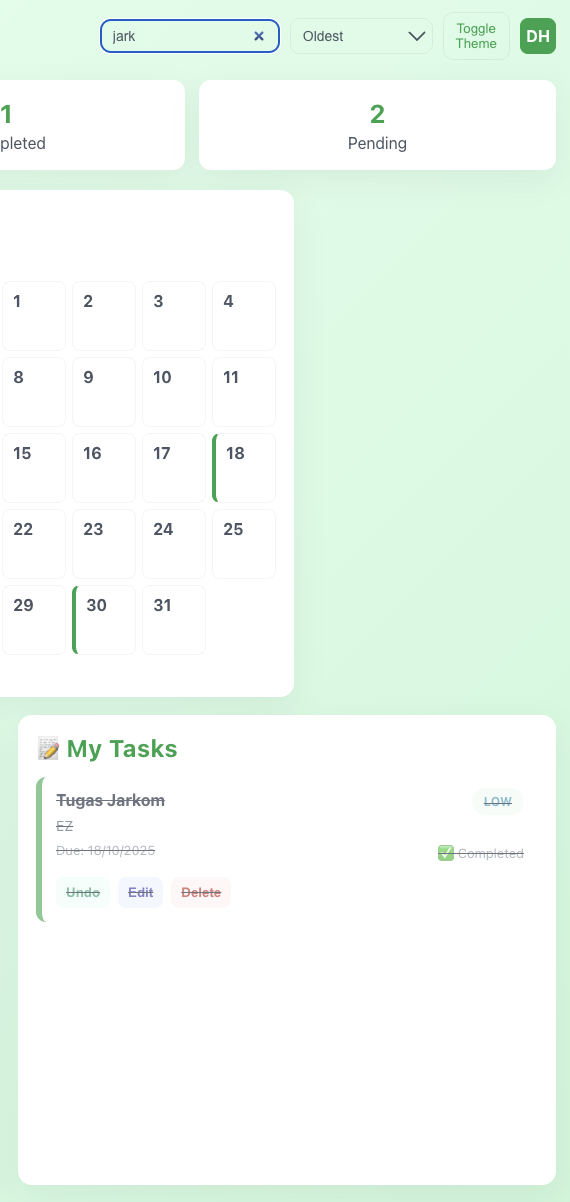 jark
Oldest
Toggle
Theme
DH
1
pleted
2
Pending
1 2 3 4
8 9 10 11
15 16 17 18
22 23 24 25
29 30 31
My Tasks
Tugas Jarkom
LOW
EZ
Due: 18/10/2025
Completed
Undo Edit Delete